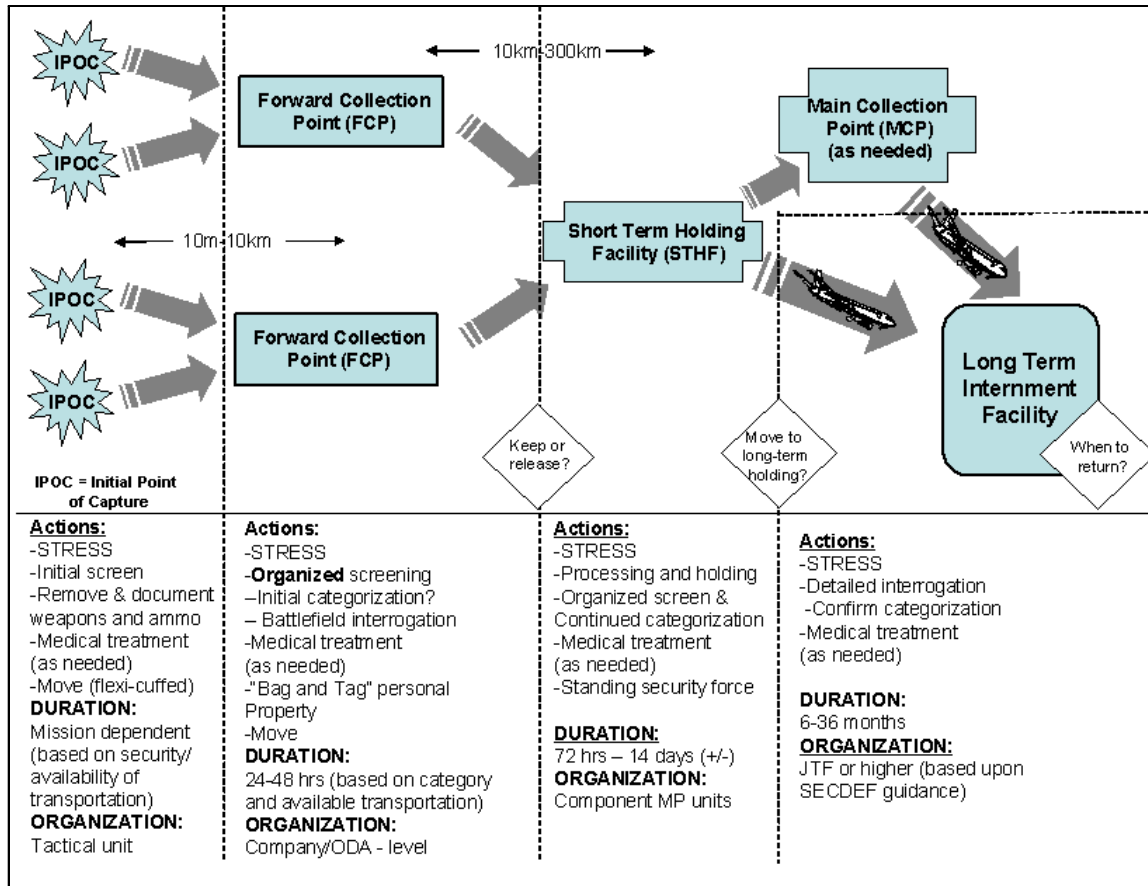 IPOC
IPOC
IPOC
IPOC
10m-10km
IPOC = Initial Point
of Capture
Forward Collection
Point (FCP)
Forward Collection
Point (FCP)
10km-300km
Short Term Holding
Facility (STHF)
Main Collection
Point (MCP)
(as needed)
Long Term
Internment
Facility
Keep or
release?
Move to
long-term
holding?
When to
return?
Actions:
-STRESS
-Initial screen
-Remove & document
weapons and ammo
-Medical treatment
(as needed)
-Move (flexi-cuffed)
DURATION:
Mission dependent
(based on security/
availability of
transportation)
ORGANIZATION:
Tactical unit
Actions:
-STRESS
-Organized screening
–Initial categorization?
– Battlefield interrogation
-Medical treatment
(as needed)
-"Bag and Tag" personal
Property
-Move
DURATION:
24-48 hrs (based on category
and available transportation)
ORGANIZATION:
Company/ODA - level
Actions:
-STRESS
-Processing and holding
-Organized screen &
Continued categorization
-Medical treatment
(as needed)
-Standing security force
DURATION:
72 hrs – 14 days (+/-)
ORGANIZATION:
Component MP units
Actions:
-STRESS
-Detailed interrogation
-Confirm categorization
-Medical treatment
(as needed)
DURATION:
6-36 months
ORGANIZATION:
JTF or higher (based upon
SECDEF guidance)